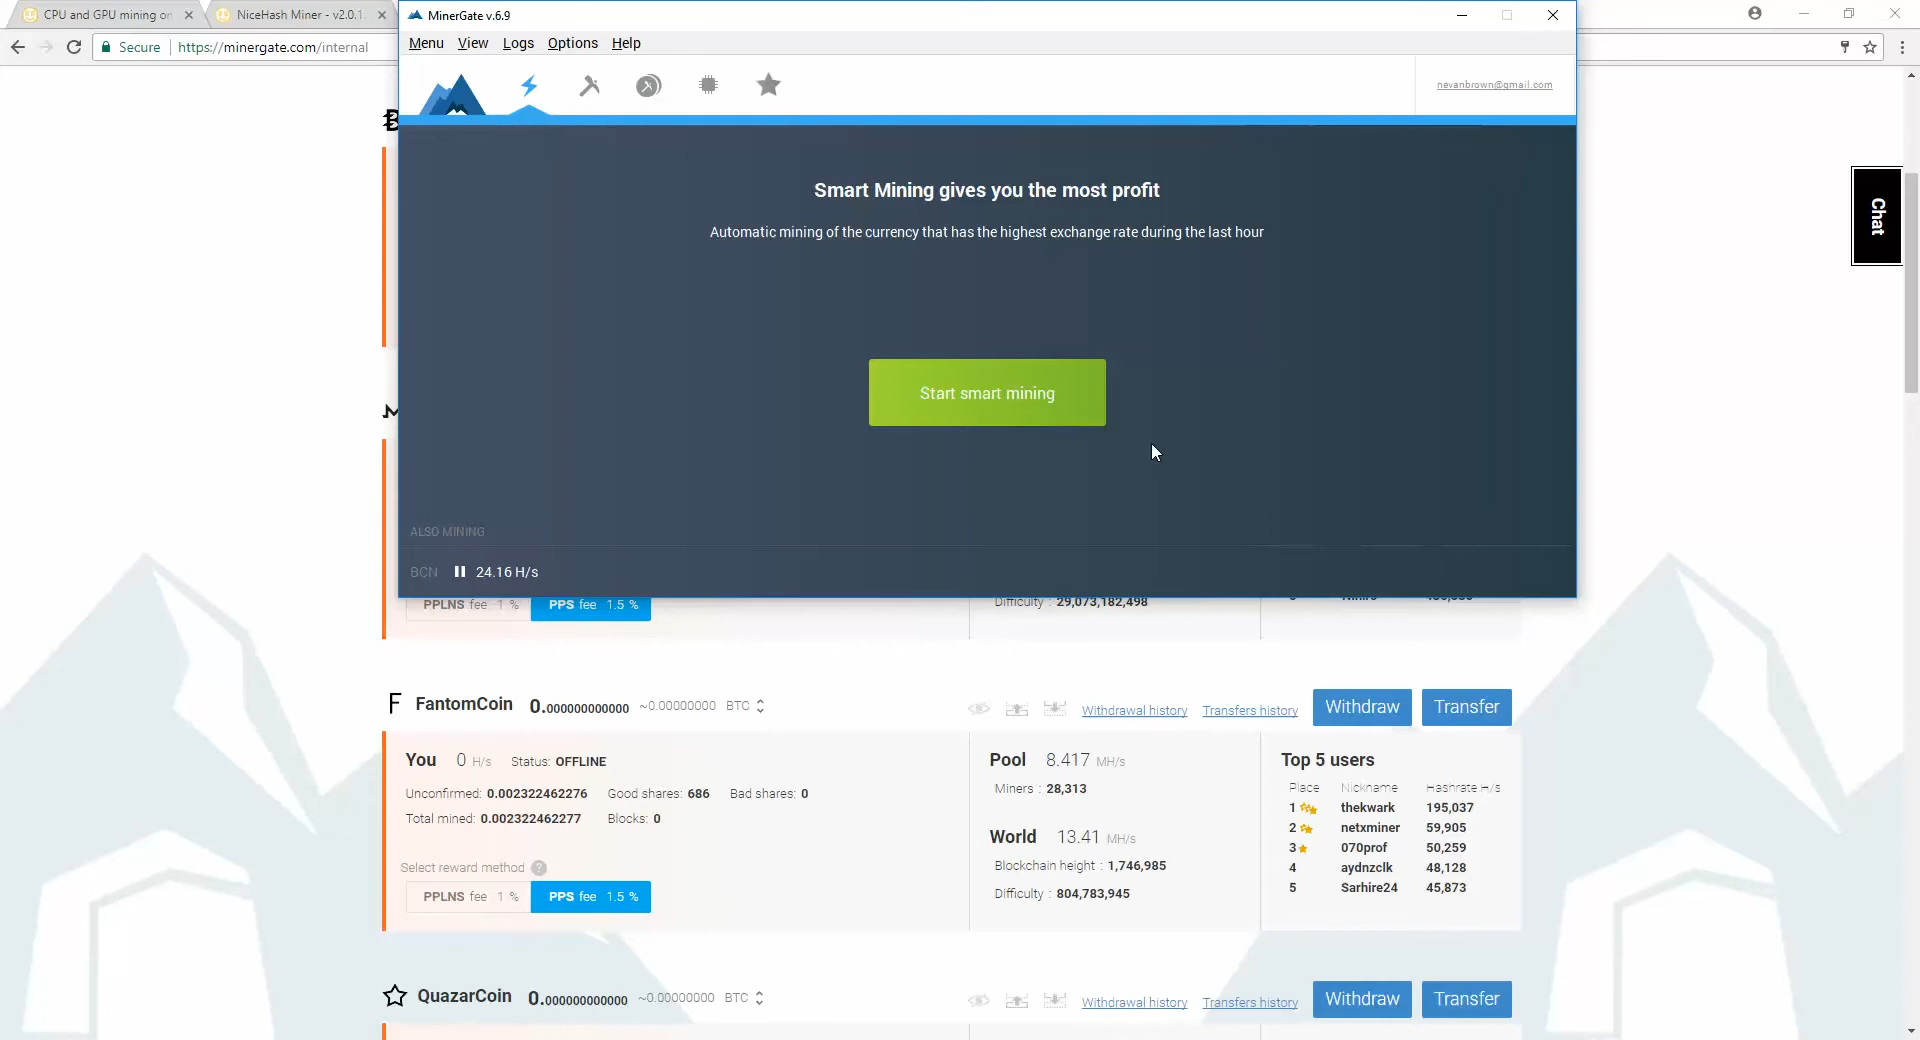 CPU and GPU mining on
NiceHash Miner - v2.0.1.
MinerGate v.6.9
Secure
https://minergate.com/internal
Menu View Logs Options Help
nevanbrown@gmail.com
Smart Mining gives you the most profit
Automatic mining of the currency that has the highest exchange rate during the last hour
Chat
Start smart mining
ALSO MINING
BCN 24.16 H/s
PPLNS fee 1 % PPS fee 1.5 %
Difficulty : 29,073,182,498
FantomCoin 0.000000000000 ~0.00000000 BTC
Withdrawal history Transfers history Withdraw Transfer
You 0 H/s Status: OFFLINE
Unconfirmed: 0.002322462276 Good shares: 686 Bad shares: 0
Total mined: 0.002322462277 Blocks: 0
Select reward method ?
PPLNS fee 1 % PPS fee 1.5 %
Pool 8.417 MH/s
Miners : 28,313
World 13.41 MH/s
Blockchain height : 1,746,985
Difficulty : 804,783,945
Top 5 users
Place Nickname Hashrate H/s
1 thekwark 195,037
2 netxminer 59,905
3 070prof 50,259
4 aydnzclk 48,128
5 Sarhire24 45,873
QuazarCoin 0.000000000000 ~0.00000000 BTC
Withdrawal history Transfers history Withdraw Transfer